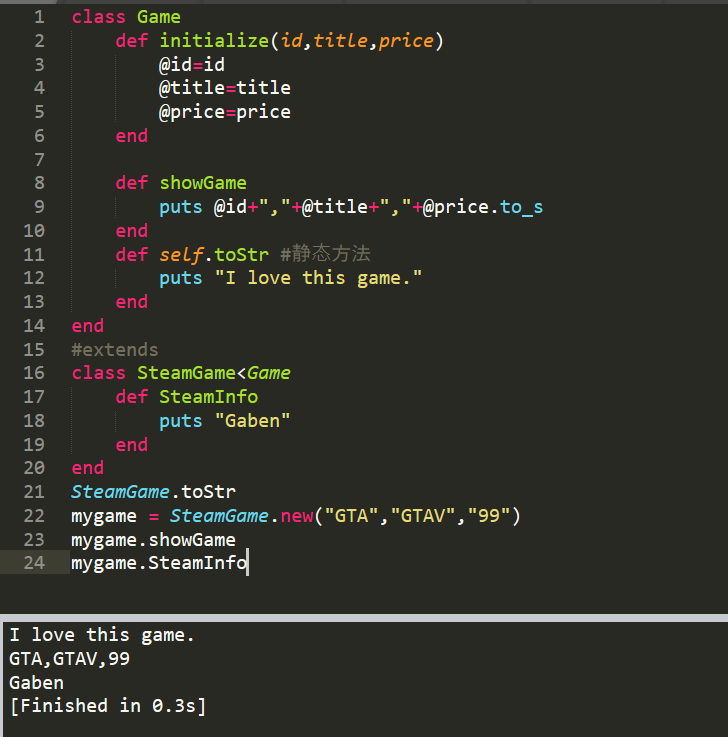 1 class Game
2     def initialize(id,title,price)
3         @id=id
4         @title=title
5         @price=price
6     end
7
8     def showGame
9         puts @id+","+@title+","+@price.to_s
10     end
11     def self.toStr #静态方法
12         puts "I love this game."
13     end
14 end
15 #extends
16 class SteamGame<Game
17     def SteamInfo
18         puts "Gaben"
19     end
20 end
21 SteamGame.toStr
22 mygame = SteamGame.new("GTA","GTAV","99")
23 mygame.showGame
24 mygame.SteamInfo
I love this game.
GTA,GTAV,99
Gaben
[Finished in 0.3s]